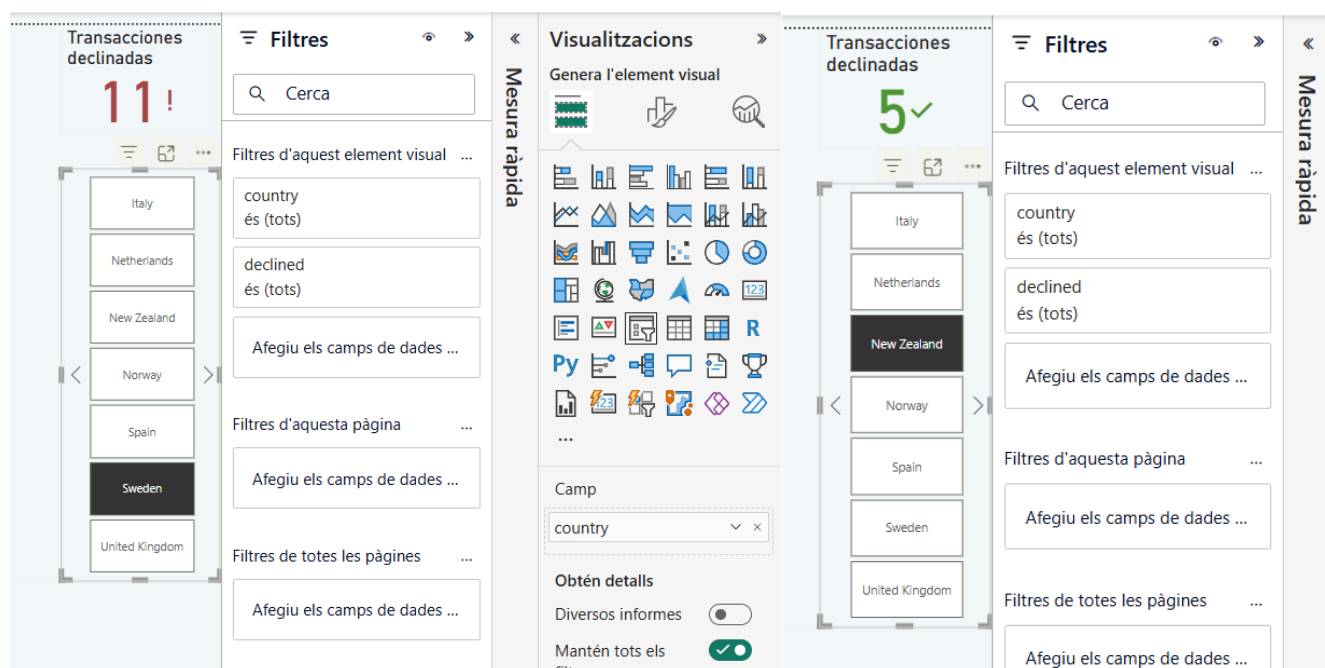 Transacciones
declinadas
11!
Italy
Netherlands
New Zealand
Norway
Spain
Sweden
United Kingdom
Filtres
Cerca
Filtres d'aquest element visual ...
country
és (tots)
declined
és (tots)
Afegiu els camps de dades ...
Filtres d'aquesta pàgina ...
Afegiu els camps de dades ...
Filtres de totes les pàgines ...
Afegiu els camps de dades ...
Mesura ràpida
Visualitzacions
Genera l'element visual
123
R
Py
123
...
Camp
country
Obtén detalls
Diversos informes
Mantén tots els
Transacciones
declinadas
5
Italy
Netherlands
New Zealand
Norway
Spain
Sweden
United Kingdom
Filtres
Cerca
Filtres d'aquest element visual ...
country
és (tots)
declined
és (tots)
Afegiu els camps de dades ...
Filtres d'aquesta pàgina ...
Afegiu els camps de dades ...
Filtres de totes les pàgines ...
Afegiu els camps de dades ...
Mesura ràpida